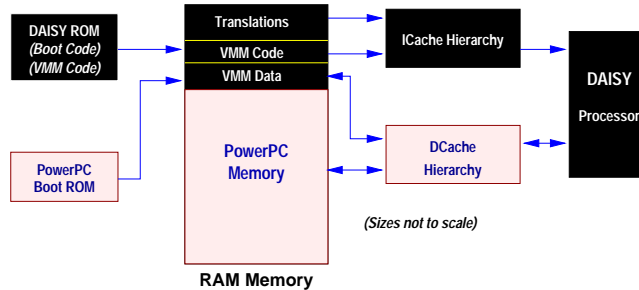 DAISY ROM
(Boot Code)
(VMM Code)
PowerPC
Boot ROM
Translations
VMM Code
VMM Data
PowerPC
Memory
RAM Memory
ICache Hierarchy
DCache
Hierarchy
(Sizes not to scale)
DAISY
Processor